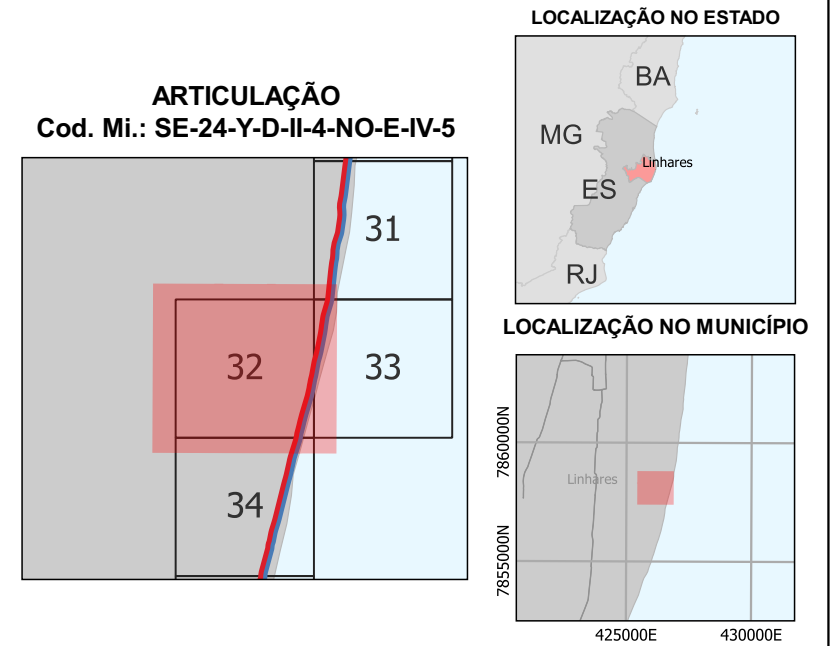 ARTICULAÇÃO
Cod. Mi.: SE-24-Y-D-II-4-NO-E-IV-5
31
32
33
34
LOCALIZAÇÃO NO ESTADO
BA
MG
Linhares
ES
RJ
LOCALIZAÇÃO NO MUNICÍPIO
7860000N
Linhares
7855000N
425000E
430000E